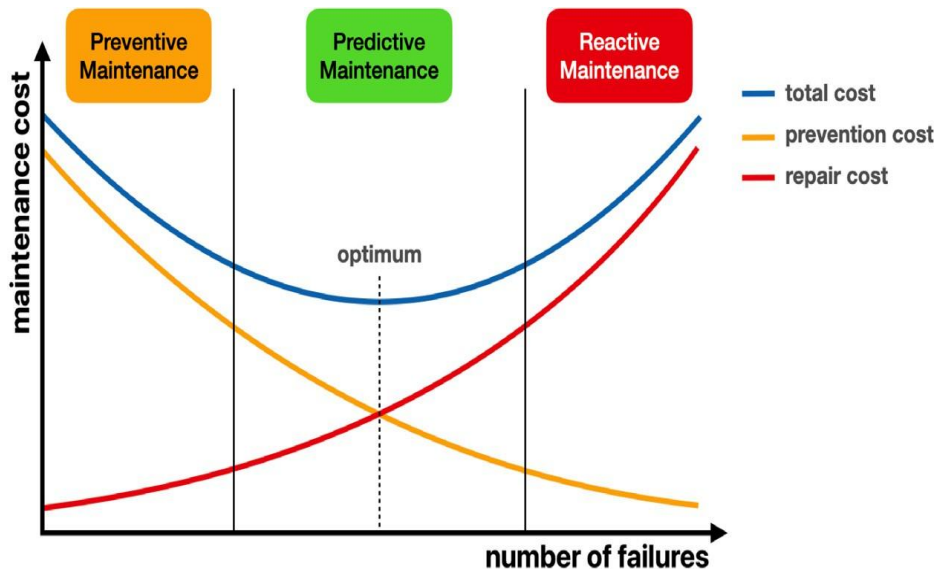 Preventive
Maintenance
Predictive
Maintenance
Reactive
Maintenance
maintenance cost
total cost
prevention cost
repair cost
optimum
number of failures